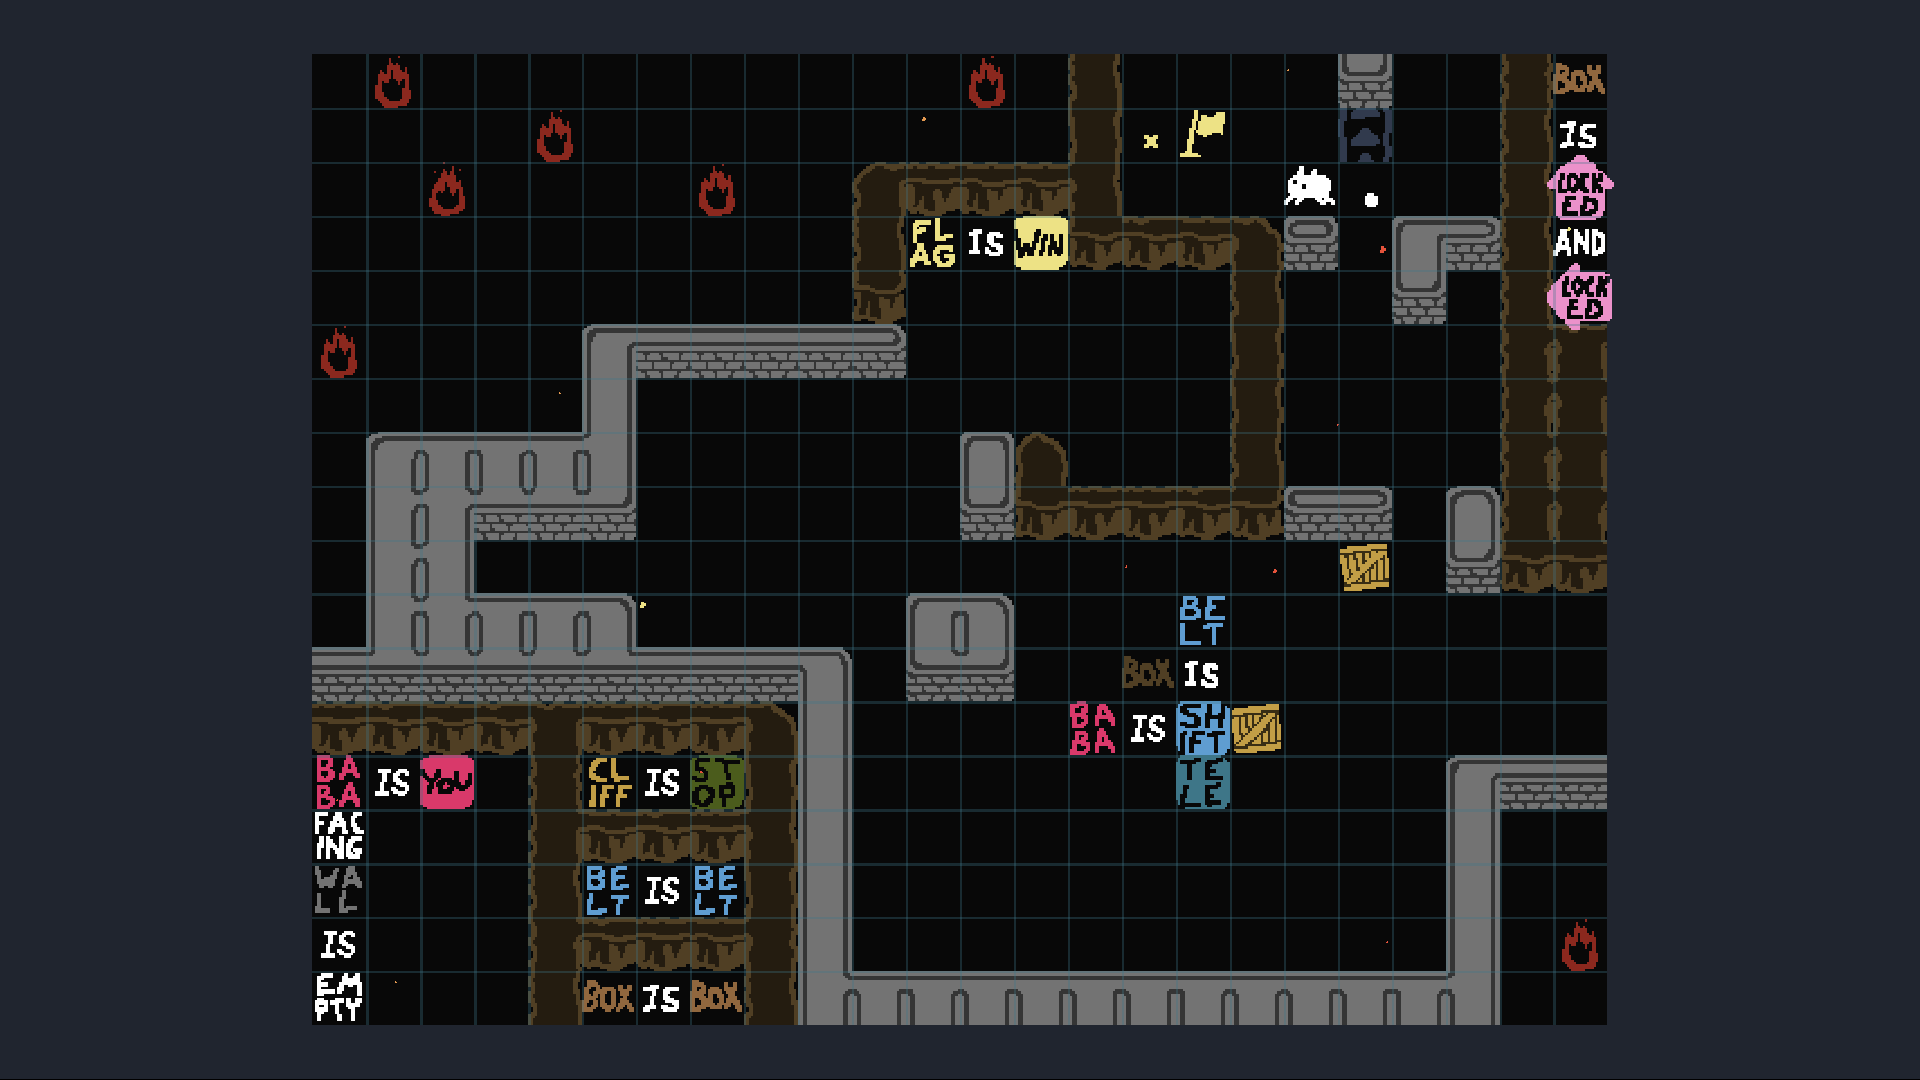 BOX
IS
LOCKED
FLAG IS WIN
AND
LOCKED
BELT
BOX IS
BABA IS SHIFT
BABA IS YOU
CLIFF IS STOP
TELE
FACING
WALL
BELT IS BELT
IS
EMPTY
BOX IS BOX